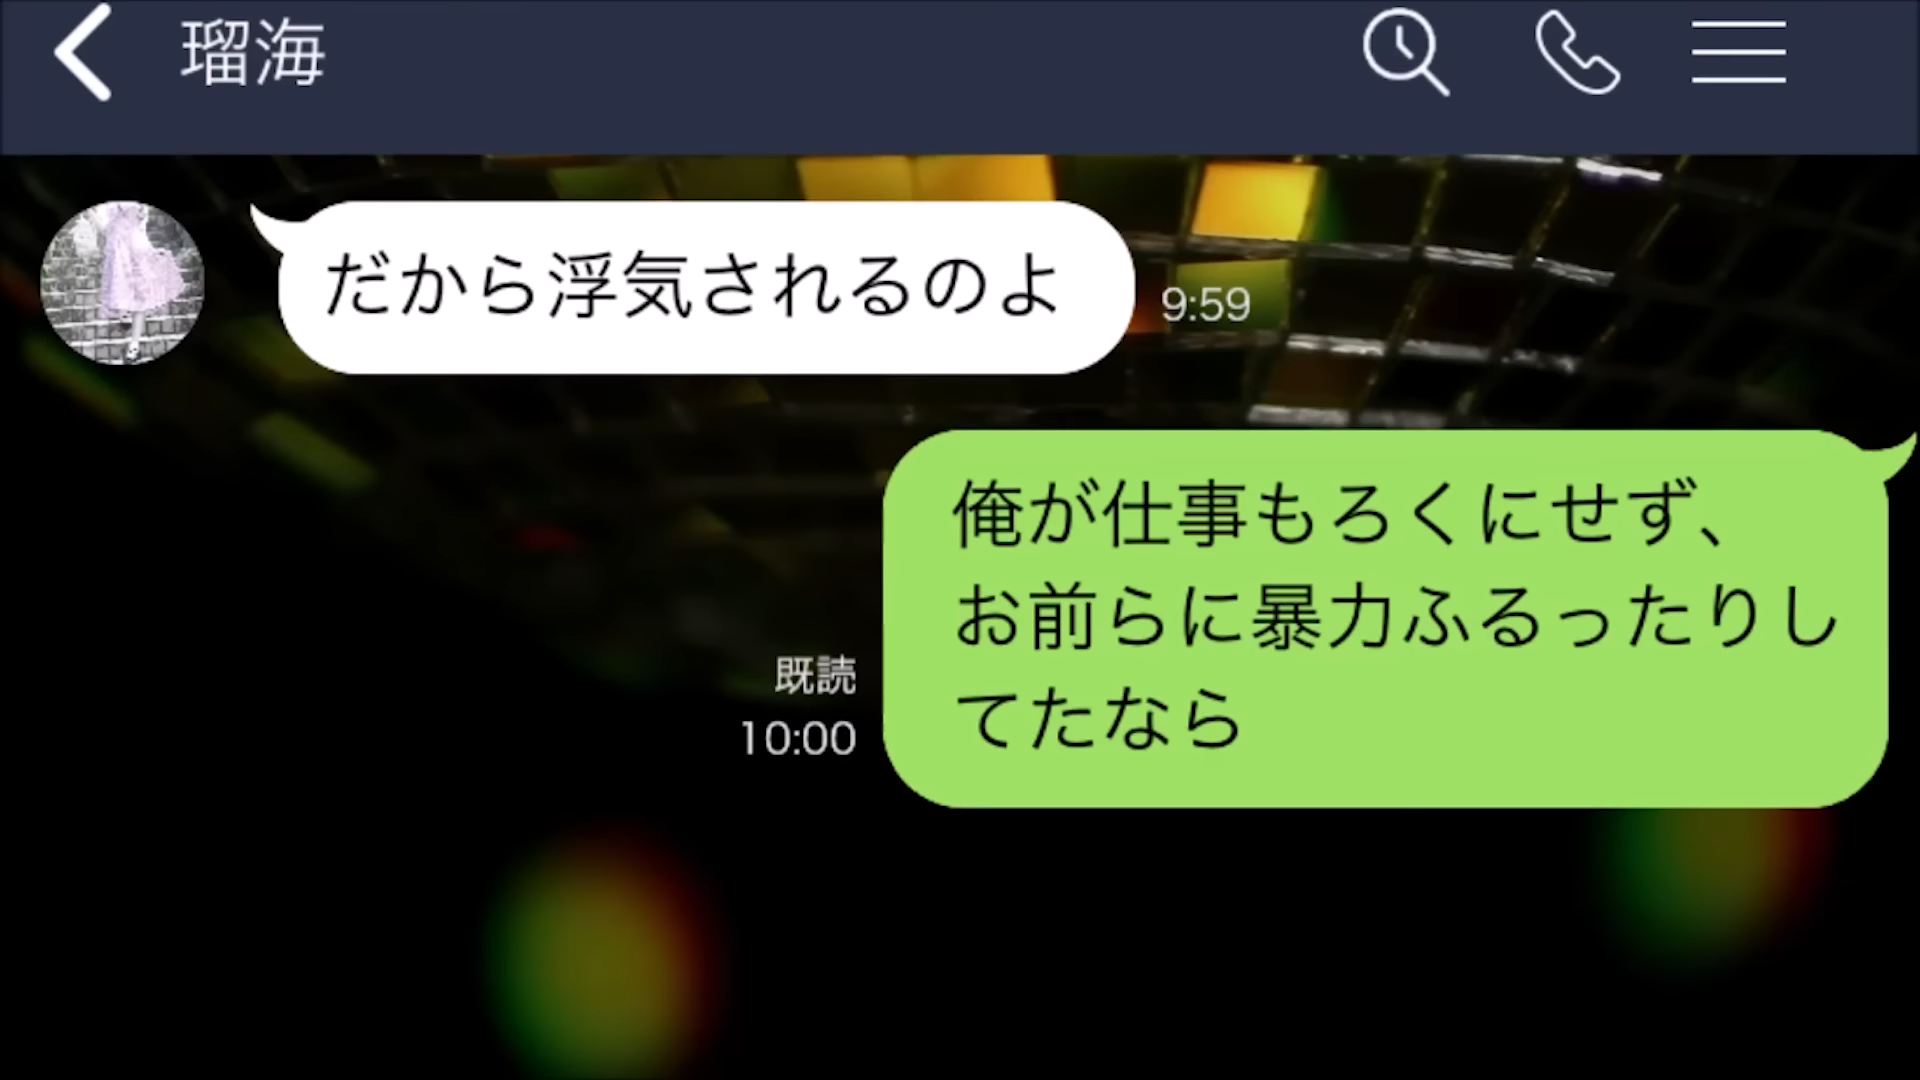 瑠海
だから浮気されるのよ
9:59
俺が仕事もろくにせず、
お前らに暴力ふるったりし
てたなら
既読
10:00